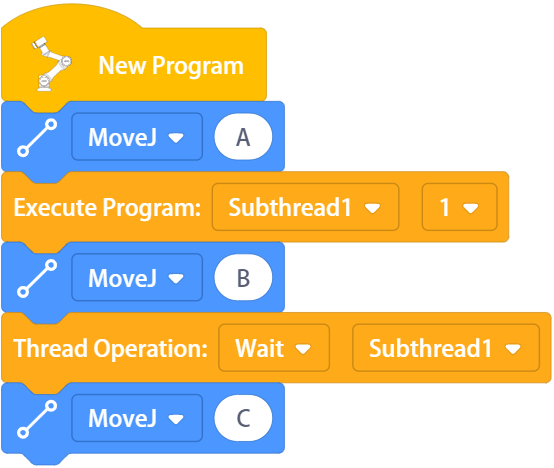 New Program
MoveJ A
Execute Program: Subthread1 1
MoveJ B
Thread Operation: Wait Subthread1
MoveJ C